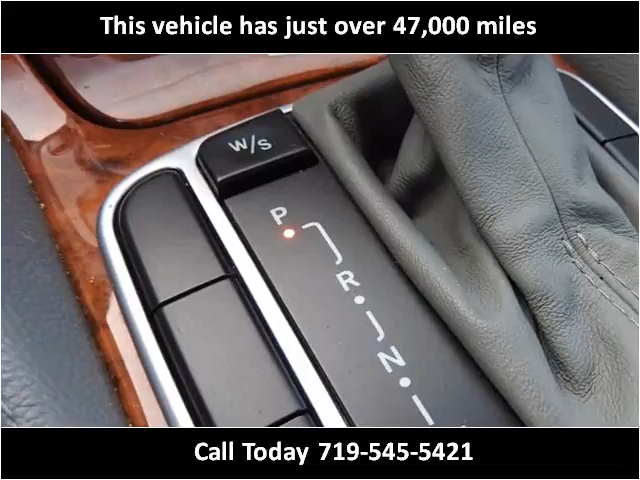 This vehicle has just over 47,000 miles
W/S
P
R
N
Call Today 719-545-5421